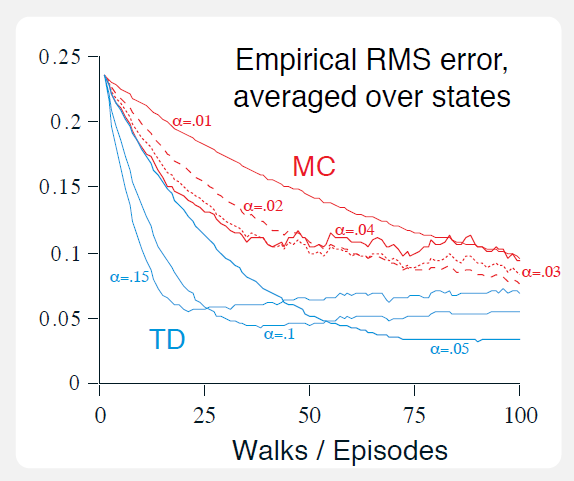 Empirical RMS error,
averaged over states
0.25
0.2
0.15
0.1
0.05
0
α=.01
MC
α=.02
α=.04
α=.03
α=.15
TD
α=.1
α=.05
0 25 50 75 100
Walks / Episodes